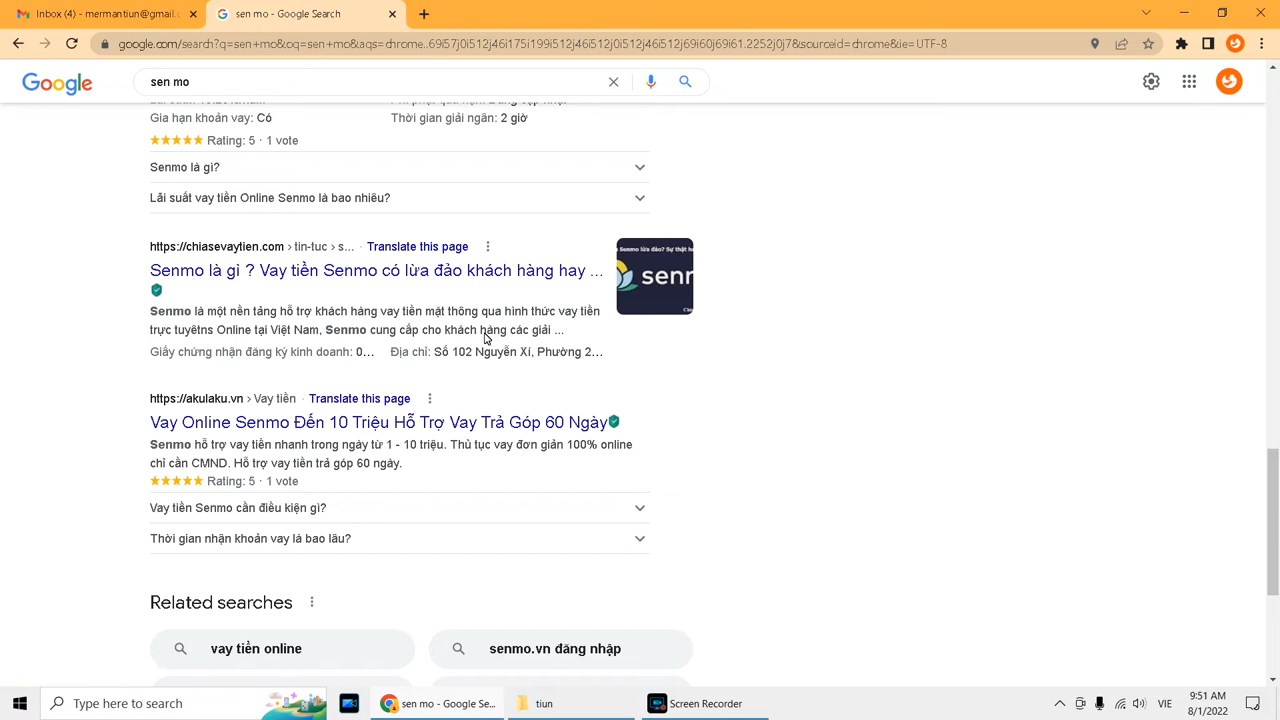 Inbox (4) - mermantiun@gmail.c
sen mo - Google Search
google.com/search?q=sen+mo&oq=sen+mo&aqs=chrome..69i57j0i512j46i175i199i512j46i512j0i512j46i512j69i60j69i61.2252j0j7&sourceid=chrome&ie=UTF-8
Google
sen mo
Gia hạn khoản vay: Có
Thời gian giải ngân: 2 giờ
Rating: 5 · 1 vote
Senmo là gì?
Lãi suất vay tiền Online Senmo là bao nhiêu?
https://chiasevaytien.com › tin-tuc › s... · Translate this page
Senmo là gì ? Vay tiền Senmo có lừa đảo khách hàng hay ...
Senmo lừa đảo? Sự thật
senr
Senmo là một nền tảng hỗ trợ khách hàng vay tiền mặt thông qua hình thức vay tiền
trực tuyêtns Online tại Việt Nam, Senmo cung cấp cho khách hàng các giải ...
Giấy chứng nhận đăng ký kinh doanh: 0...
Địa chỉ: Số 102 Nguyễn Xí, Phường 2...
https://akulaku.vn › Vay tiền · Translate this page
Vay Online Senmo Đến 10 Triệu Hỗ Trợ Vay Trả Góp 60 Ngày
Senmo hỗ trợ vay tiền nhanh trong ngày từ 1 - 10 triệu. Thủ tục vay đơn giản 100% online
chỉ cần CMND. Hỗ trợ vay tiền trả góp 60 ngày.
Rating: 5 · 1 vote
Vay tiền Senmo cần điều kiện gì?
Thời gian nhận khoản vay là bao lâu?
Related searches
vay tiền online
senmo.vn đăng nhập
Type here to search
sen mo - Google Se...
tiun
Screen Recorder
VIE
9:51 AM
8/1/2022